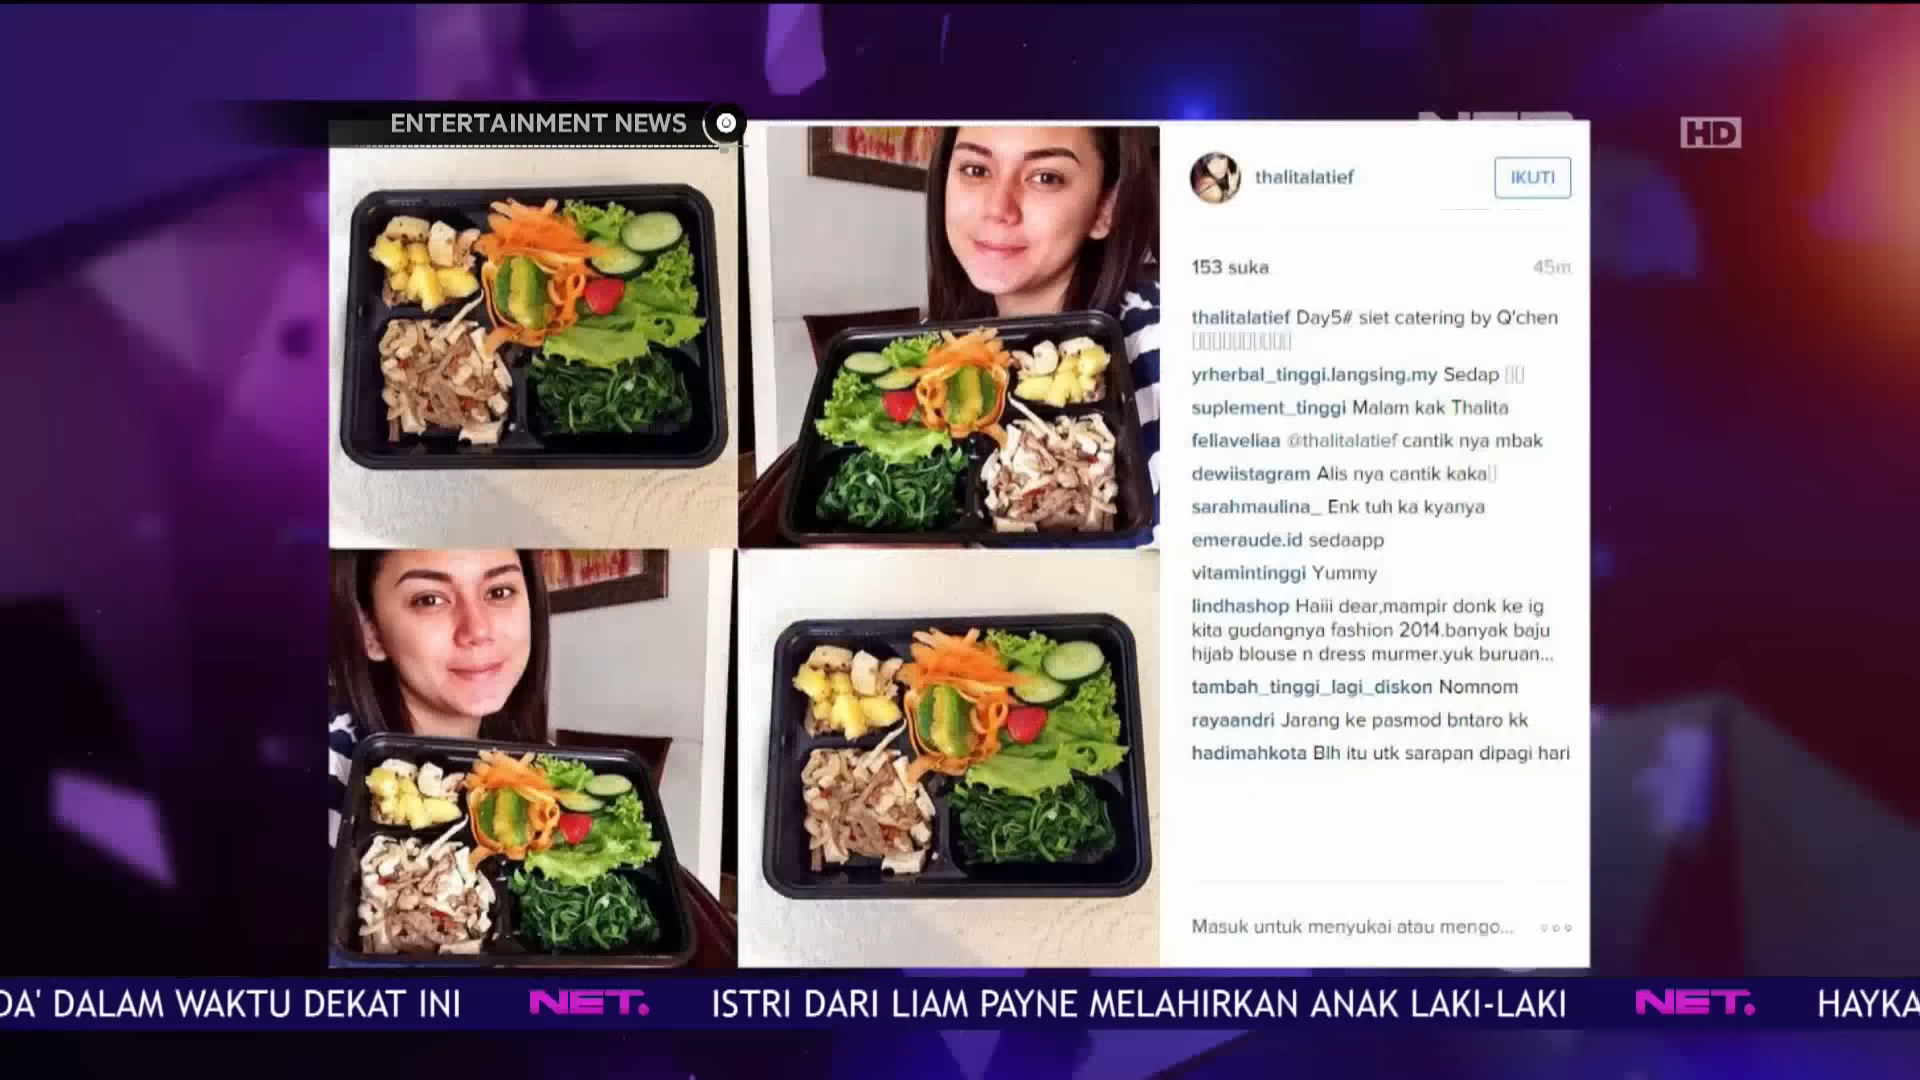 ENTERTAINMENT NEWS
HD
thalitalatief
IKUTI
153 suka
45m
thalitalatief Day5# siet catering by Q'chen
yrherbal_tinggi.langsing.my Sedap
suplement_tinggi Malam kak Thalita
feliaveliaa @thalitalatief cantik nya mbak
dewiistagram Alis nya cantik kaka
sarahmaulina_ Enk tuh ka kyanya
emeraude.id sedaapp
vitamintinggi Yummy
lindhashop Haiii dear,mampir donk ke ig
kita gudangnya fashion 2014.banyak baju
hijab blouse n dress murmer.yuk buruan...
tambah_tinggi_lagi_diskon Nomnom
rayaandri Jarang ke pasmod bntaro kk
hadimahkota Blh itu utk sarapan dipagi hari
Masuk untuk menyukai atau mengo...
DA' DALAM WAKTU DEKAT INI NET. ISTRI DARI LIAM PAYNE MELAHIRKAN ANAK LAKI-LAKI NET. HAYKA